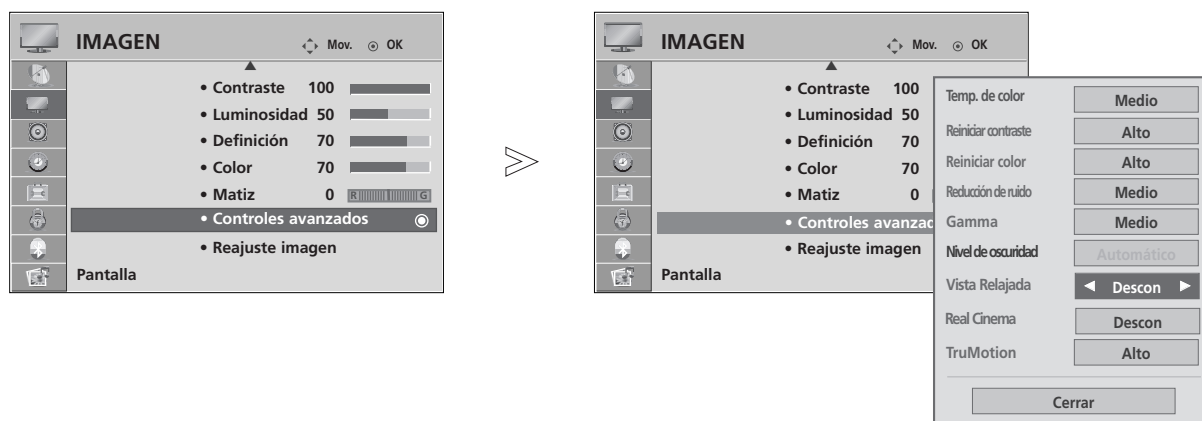 IMAGEN
Mov. OK
• Contraste 100
• Luminosidad 50
• Definición 70
• Color 70
• Matiz 0 R G
• Controles avanzados
• Reajuste imagen
Pantalla
IMAGEN
Mov. OK
• Contraste 100
• Luminosidad 50
• Definición 70
• Color 70
• Matiz 0
• Controles avanzad
• Reajuste imagen
Pantalla
Temp. de color Medio
Reiniciar contraste Alto
Reiniciar color Alto
Reducción de ruido Medio
Gamma Medio
Nivel de oscuridad Automático
Vista Relajada ◀ Descon ▶
Real Cinema Descon
TruMotion Alto
Cerrar